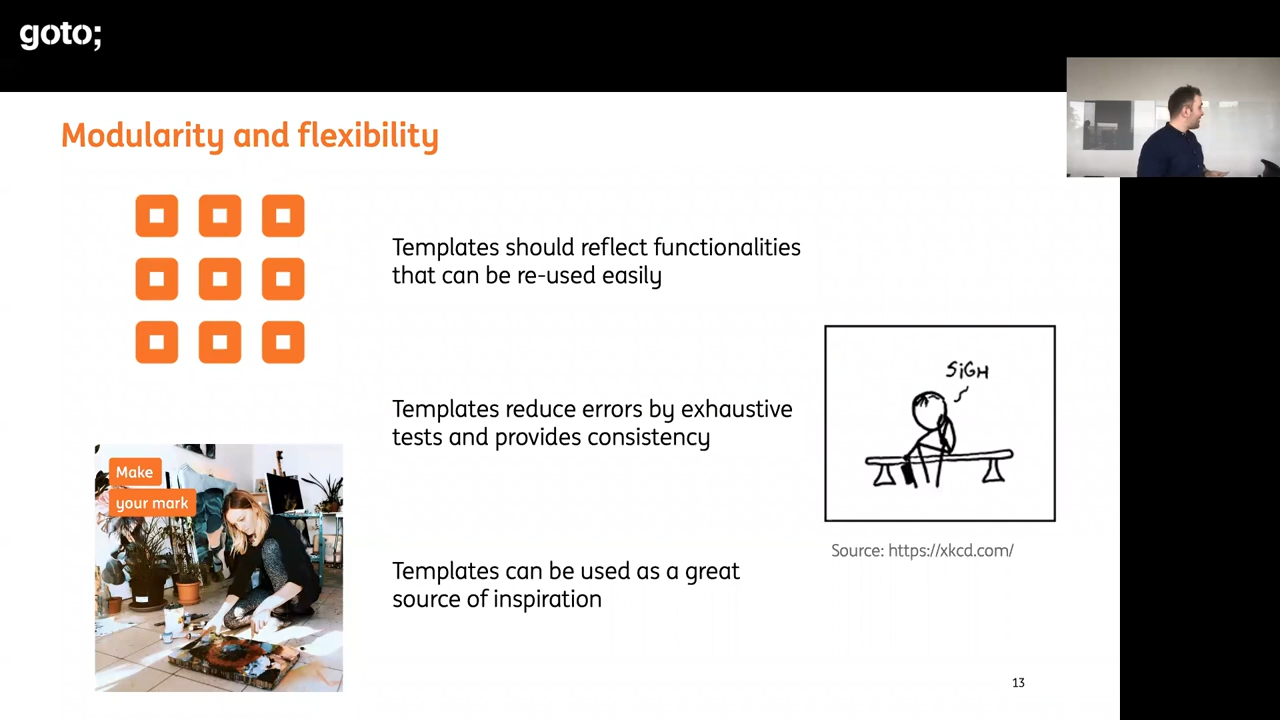 goto;
Modularity and flexibility
Templates should reflect functionalities
that can be re-used easily
Templates reduce errors by exhaustive
tests and provides consistency
SIGH
Source: https://xkcd.com/
Make
your mark
Templates can be used as a great
source of inspiration
13